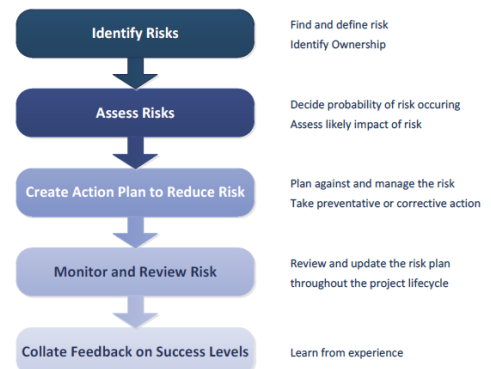 Identify Risks
Find and define risk
Identify Ownership
Assess Risks
Decide probability of risk occuring
Assess likely impact of risk
Create Action Plan to Reduce Risk
Plan against and manage the risk
Take preventative or corrective action
Monitor and Review Risk
Review and update the risk plan
throughout the project lifecycle
Collate Feedback on Success Levels
Learn from experience